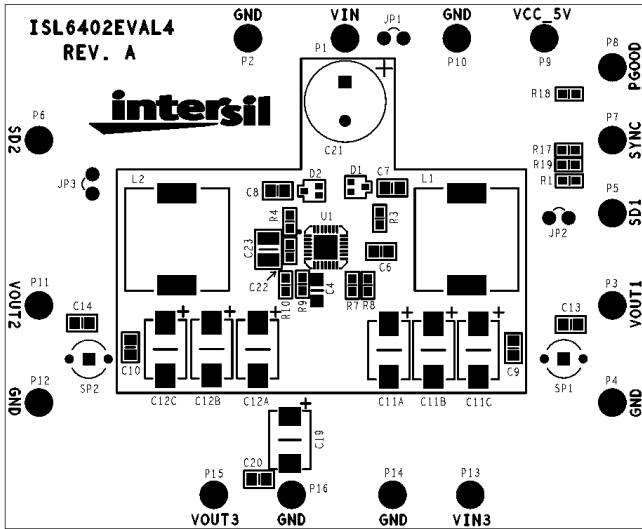 ISL6402EVAL4
REV. A
GND
VIN
JP1
GND
VCC_5V
P2
P1
P10
P9
P8
PGOOD
R18
intersil
C21
P6
SD2
P7
SYNC
R17
R19
R1
JP3
L2
C8
D2
D1
C7
L1
P5
SD1
JP2
R4
U1
R3
C23
C6
C22
R10
R9
C4
R7
R8
P11
VOUT2
C14
P3
VOUT1
C13
SP2
C10
C12C
C12B
C12A
C11A
C11B
C11C
C9
SP1
P12
GND
P4
GND
C19
C20
P15
P16
P14
P13
VOUT3
GND
GND
VIN3